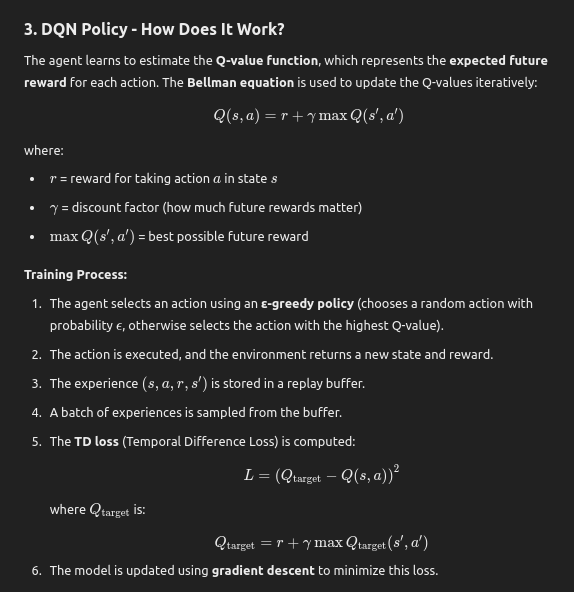 3. DQN Policy - How Does It Work?
The agent learns to estimate the Q-value function, which represents the expected future
reward for each action. The Bellman equation is used to update the Q-values iteratively:
Q(s, a) = r + γ max Q(s′, a′)
where:
• r = reward for taking action a in state s
• γ = discount factor (how much future rewards matter)
• max Q(s′, a′) = best possible future reward
Training Process:
1. The agent selects an action using an ε-greedy policy (chooses a random action with
probability ϵ, otherwise selects the action with the highest Q-value).
2. The action is executed, and the environment returns a new state and reward.
3. The experience (s, a, r, s′) is stored in a replay buffer.
4. A batch of experiences is sampled from the buffer.
5. The TD loss (Temporal Difference Loss) is computed:
L = (Q_target − Q(s, a))²
where Q_target is:
Q_target = r + γ max Q_target(s′, a′)
6. The model is updated using gradient descent to minimize this loss.